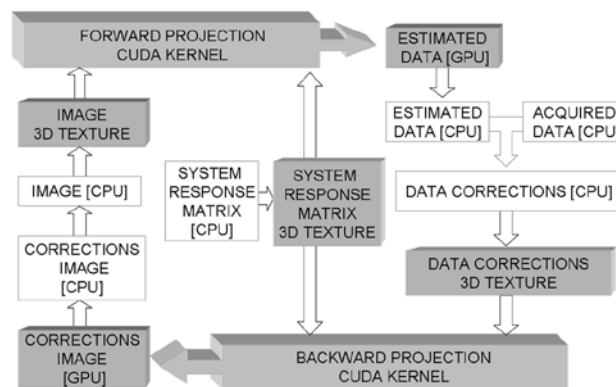 FORWARD PROJECTION
CUDA KERNEL
ESTIMATED
DATA [GPU]
IMAGE
3D TEXTURE
ESTIMATED
DATA [CPU]
ACQUIRED
DATA [CPU
SYSTEM
RESPONSE
MATRIX
[CPU]
SYSTEM
RESPONSE
MATRIX
3D TEXTURE
IMAGE [CPU]
DATA CORRECTIONS [CPU]
CORRECTIONS
IMAGE
[CPU]
DATA CORRECTIONS
3D TEXTURE
CORRECTIONS
IMAGE
[GPU]
BACKWARD PROJECTION
CUDA KERNEL